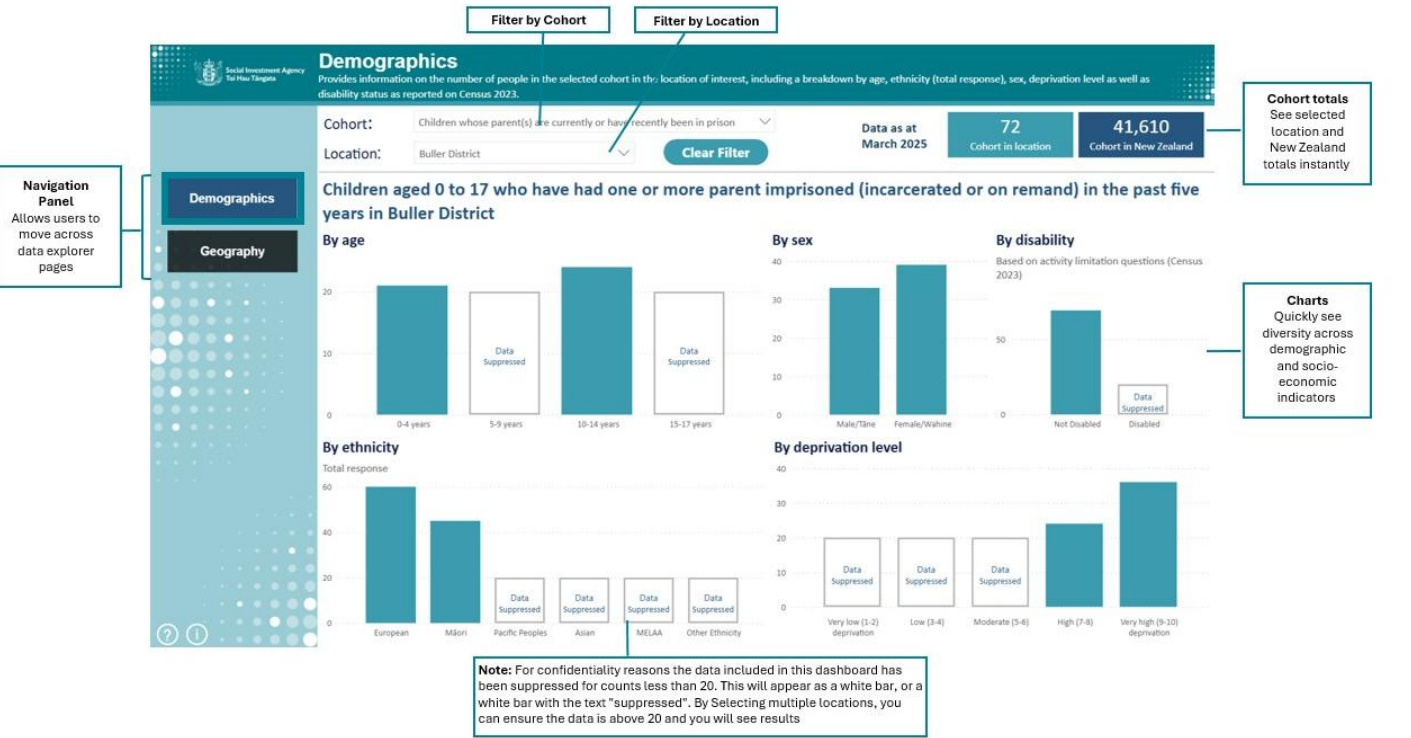 Filter by Cohort
Filter by Location
Social Investment Agency
Toi Hau Tāngata
Demographics
Provides information on the number of people in the selected cohort in the location of interest, including a breakdown by age, ethnicity (total response), sex, deprivation level as well as
disability status as reported on Census 2023.
Cohort:
Children whose parent(s) are currently or have recently been in prison
Location:
Buller District
Clear Filter
Data as at
March 2025
72
Cohort in location
41,610
Cohort in New Zealand
Cohort totals
See selected
location and
New Zealand
totals instantly
Navigation
Panel
Allows users to
move across
data explorer
pages
Demographics
Geography
Children aged 0 to 17 who have had one or more parent imprisoned (incarcerated or on remand) in the past five
years in Buller District
By age
20
10
0
Data
Suppressed
Data
Suppressed
0-4 years
5-9 years
10-14 years
15-17 years
By sex
40
30
20
10
0
Male/Tāne
Female/Wahine
By disability
Based on activity limitation questions (Census
2023)
50
0
Data
Suppressed
Not Disabled
Disabled
Charts
Quickly see
diversity across
demographic
and socio-
economic
indicators
By ethnicity
Total response
60
40
20
0
Data
Suppressed
Data
Suppressed
Data
Suppressed
Data
Suppressed
European
Māori
Pacific Peoples
Asian
MELAA
Other Ethnicity
By deprivation level
40
30
20
10
0
Data
Suppressed
Data
Suppressed
Data
Suppressed
Very low (1-2)
deprivation
Low (3-4)
Moderate (5-6)
High (7-8)
Very high (9-10)
deprivation
?
i
Note: For confidentiality reasons the data included in this dashboard has
been suppressed for counts less than 20. This will appear as a white bar, or a
white bar with the text "suppressed". By Selecting multiple locations, you
can ensure the data is above 20 and you will see results